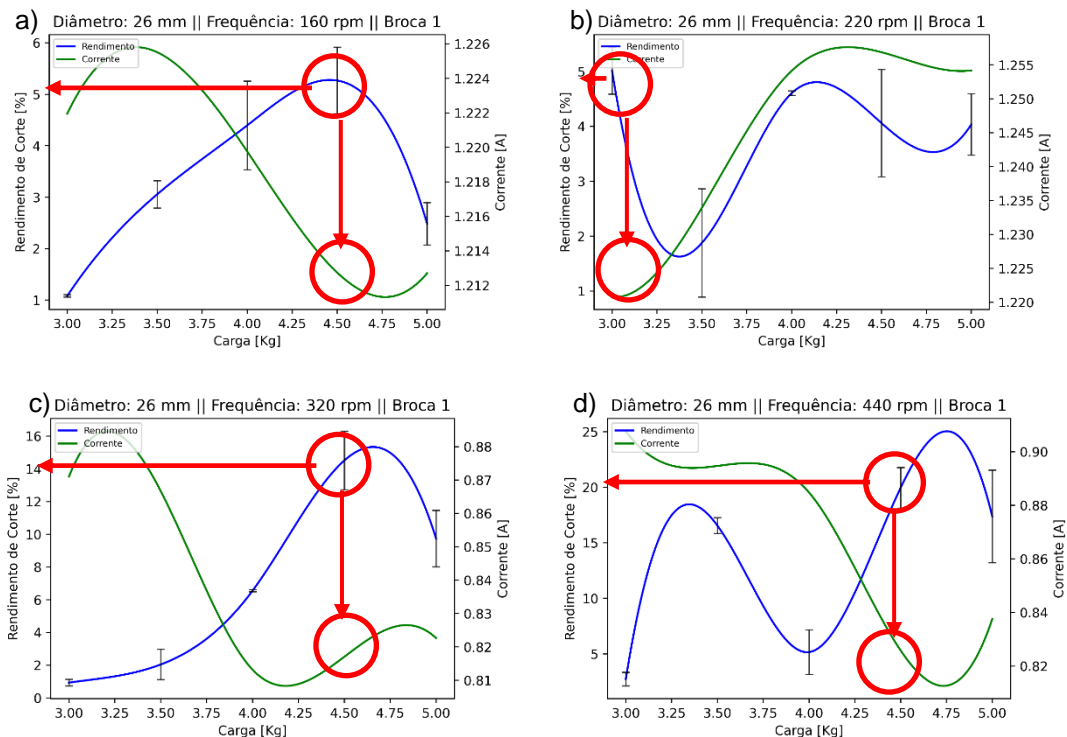 a)
Diâmetro: 26 mm || Frequência: 160 rpm || Broca 1
Rendimento
Corrente
Rendimento de Corte [%]
6
5
4
3
2
1
1.226
1.224
1.222
1.220
1.218
1.216
1.214
1.212
Corrente [A]
3.00 3.25 3.50 3.75 4.00 4.25 4.50 4.75 5.00
Carga [Kg]
b)
Diâmetro: 26 mm || Frequência: 220 rpm || Broca 1
Rendimento
Corrente
Rendimento de Corte [%]
5
4
3
2
1
1.255
1.250
1.245
1.240
1.235
1.230
1.225
1.220
Corrente [A]
3.00 3.25 3.50 3.75 4.00 4.25 4.50 4.75 5.00
Carga [Kg]
c)
Diâmetro: 26 mm || Frequência: 320 rpm || Broca 1
Rendimento
Corrente
Rendimento de Corte [%]
16
14
12
10
8
6
4
2
0
0.88
0.87
0.86
0.85
0.84
0.83
0.82
0.81
Corrente [A]
3.00 3.25 3.50 3.75 4.00 4.25 4.50 4.75 5.00
Carga [Kg]
d)
Diâmetro: 26 mm || Frequência: 440 rpm || Broca 1
Rendimento
Corrente
Rendimento de Corte [%]
25
20
15
10
5
0.90
0.88
0.86
0.84
0.82
Corrente [A]
3.00 3.25 3.50 3.75 4.00 4.25 4.50 4.75 5.00
Carga [Kg]